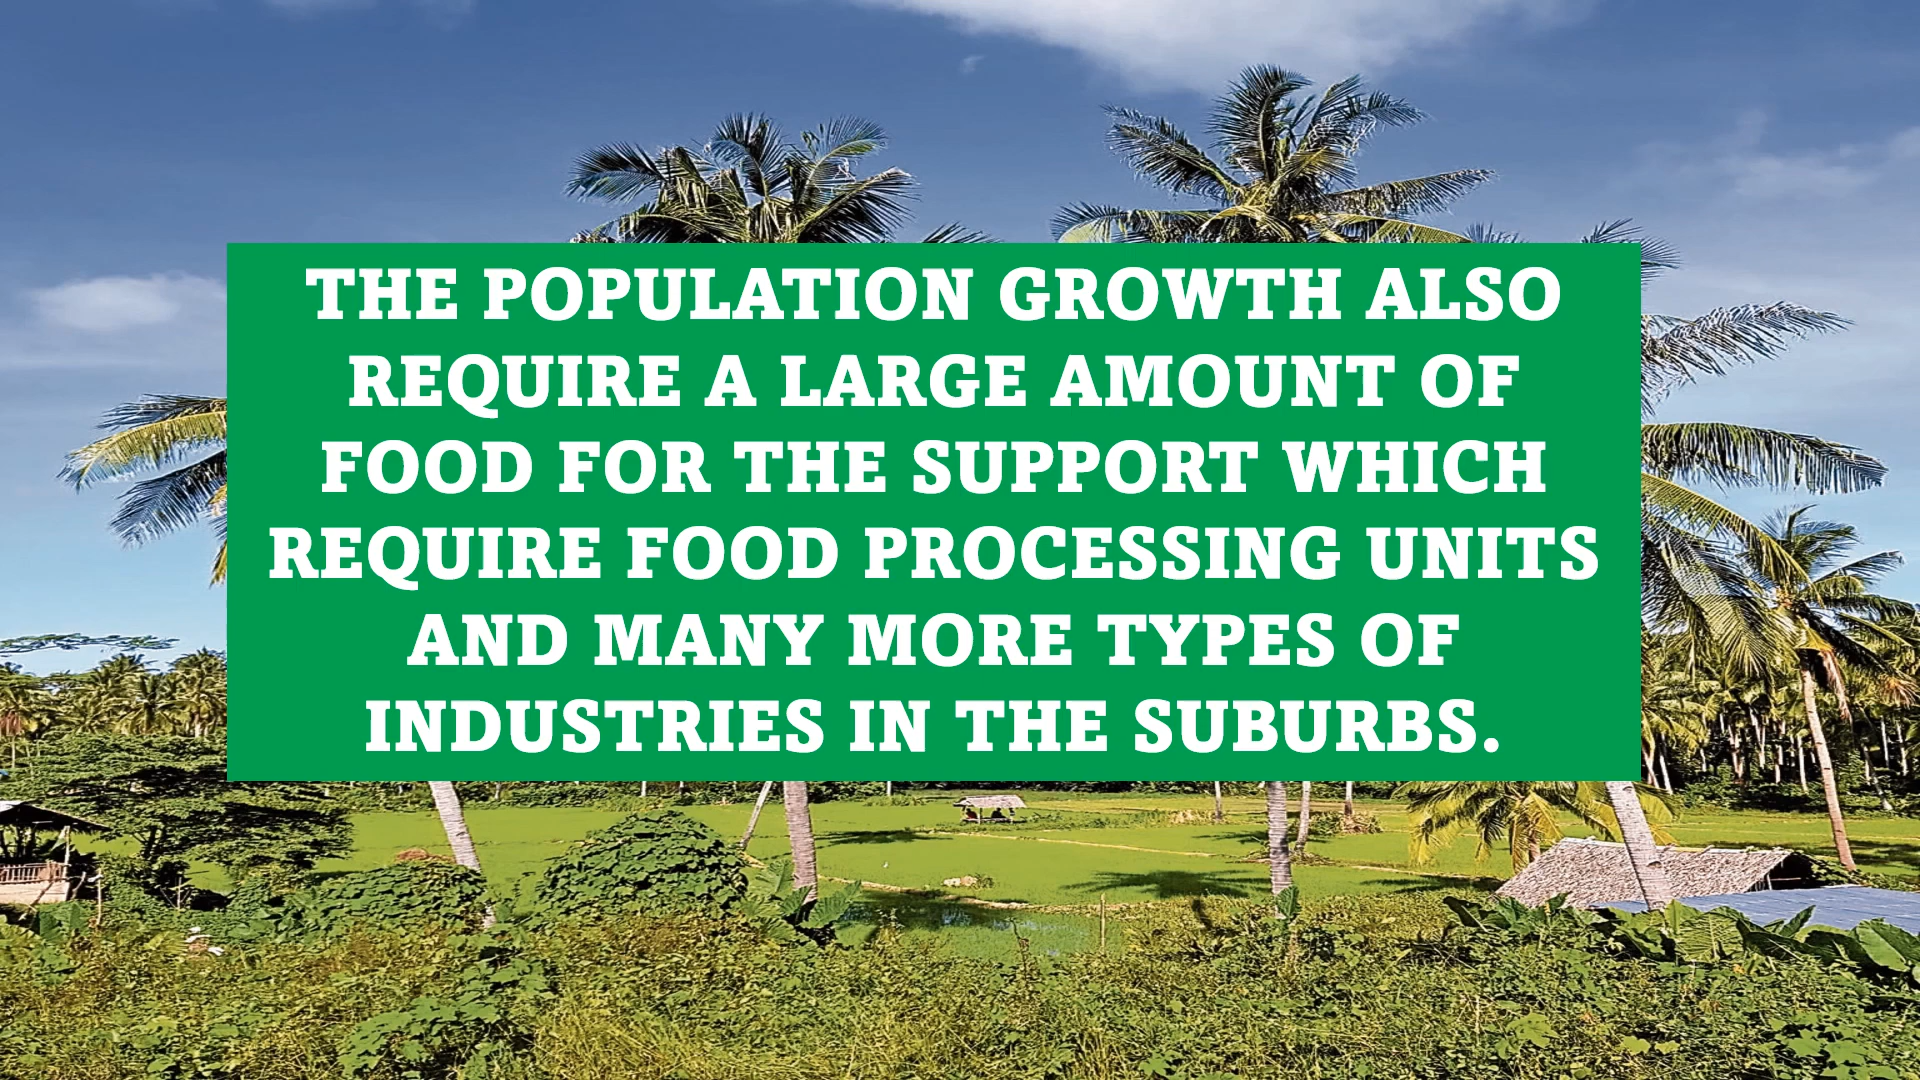 THE POPULATION GROWTH ALSO
REQUIRE A LARGE AMOUNT OF
FOOD FOR THE SUPPORT WHICH
REQUIRE FOOD PROCESSING UNITS
AND MANY MORE TYPES OF
INDUSTRIES IN THE SUBURBS.